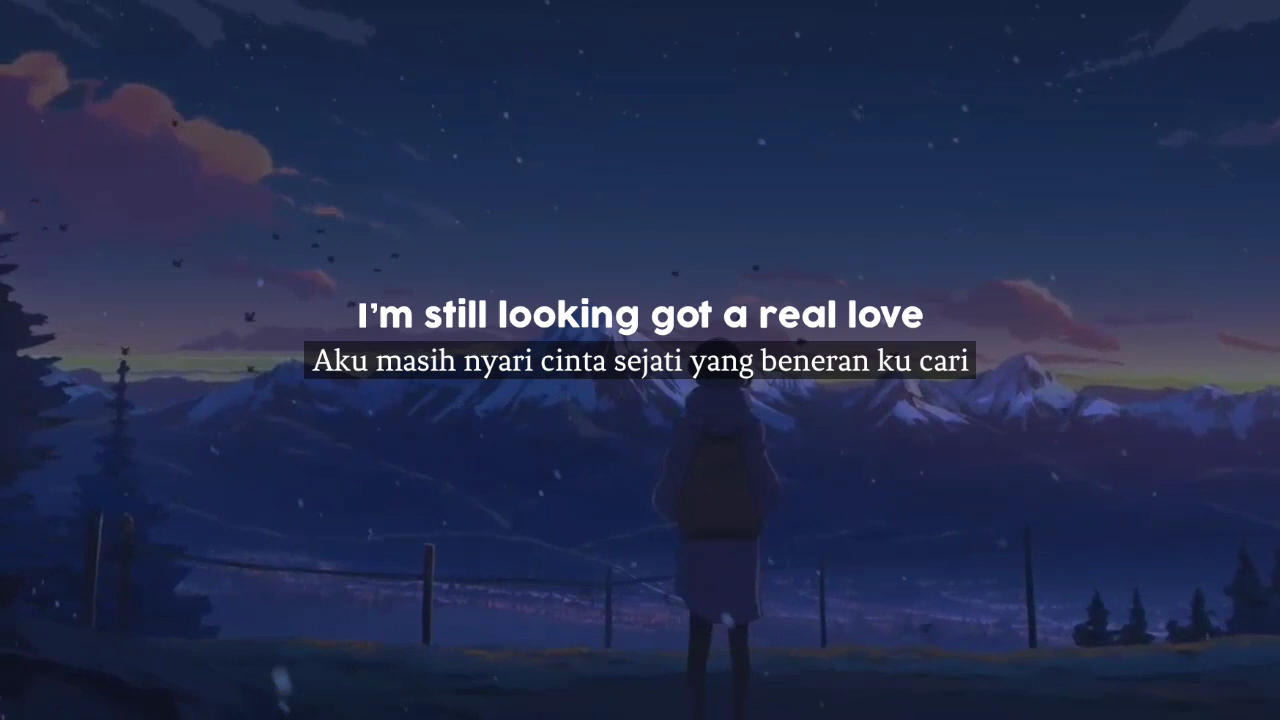 I'm still looking got a real love
Aku masih nyari cinta sejati yang beneran ku cari